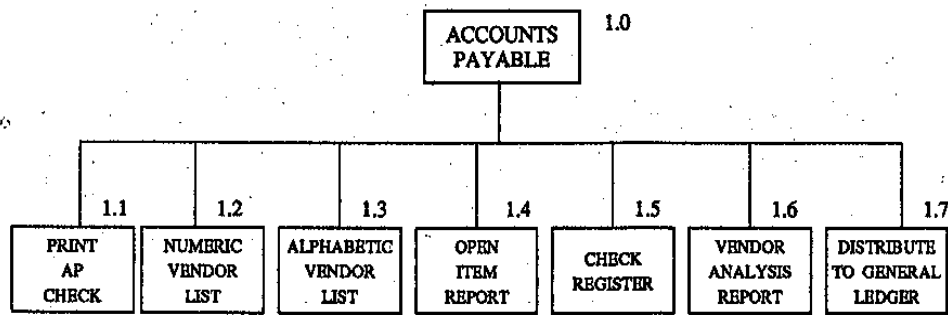 ACCOUNTS
PAYABLE
1.0
1.1
PRINT
AP
CHECK
1.2
NUMERIC
VENDOR
LIST
1.3
ALPHABETIC
VENDOR
LIST
1.4
OPEN
ITEM
REPORT
1.5
CHECK
REGISTER
1.6
VENDOR
ANALYSIS
REPORT
1.7
DISTRIBUTE
TO GENERAL
LEDGER